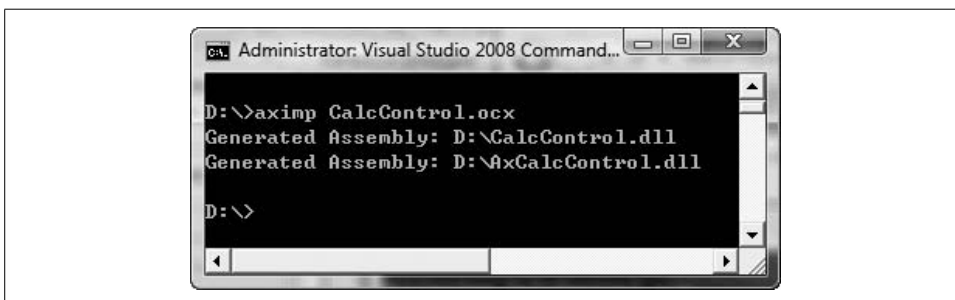 Administrator: Visual Studio 2008 Command...
D:\>aximp CalcControl.ocx
Generated Assembly: D:\CalcControl.dll
Generated Assembly: D:\AxCalcControl.dll
D:\>